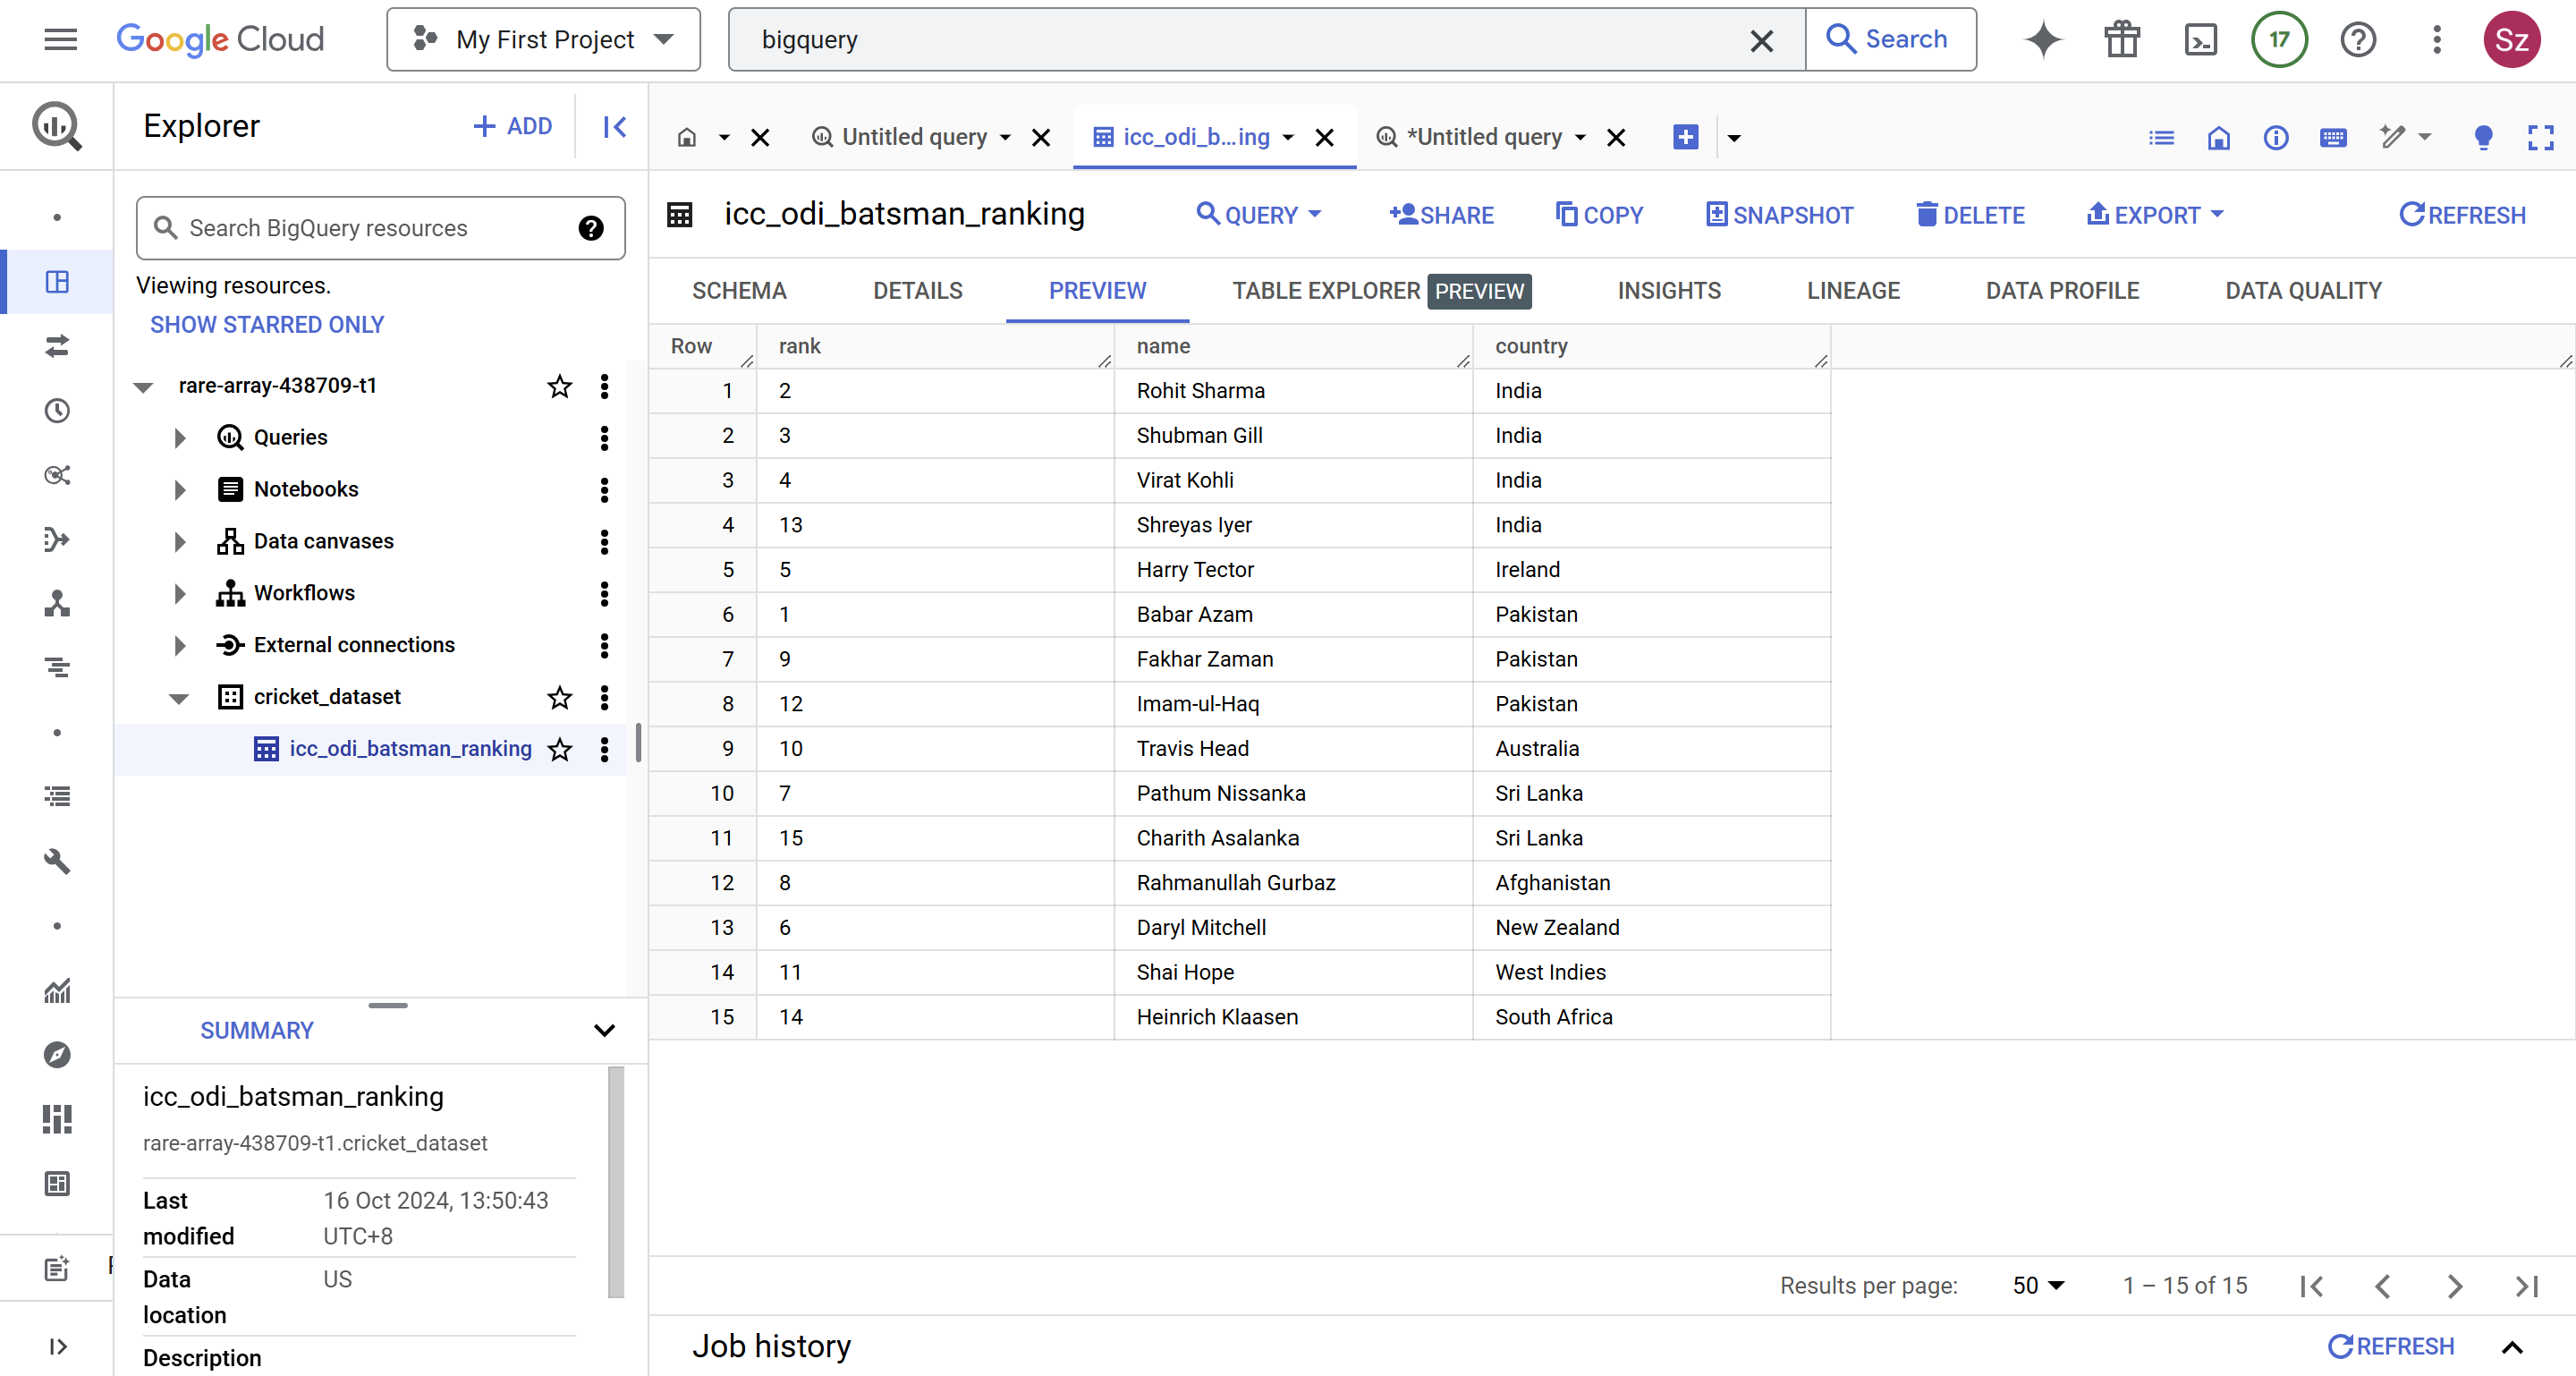 Google Cloud
My First Project
bigquery
Search
17
Sz
Explorer
ADD
Untitled query
icc_odi_b...ing
*Untitled query
Search BigQuery resources
Viewing resources.
SHOW STARRED ONLY
rare-array-438709-t1
Queries
Notebooks
Data canvases
Workflows
External connections
cricket_dataset
icc_odi_batsman_ranking
SUMMARY
icc_odi_batsman_ranking
rare-array-438709-t1.cricket_dataset
Last modified 16 Oct 2024, 13:50:43 UTC+8
Data location US
Description
icc_odi_batsman_ranking
QUERY SHARE COPY SNAPSHOT DELETE EXPORT REFRESH
SCHEMA DETAILS PREVIEW TABLE EXPLORER PREVIEW INSIGHTS LINEAGE DATA PROFILE DATA QUALITY
Row rank name country
1 2 Rohit Sharma India
2 3 Shubman Gill India
3 4 Virat Kohli India
4 13 Shreyas Iyer India
5 5 Harry Tector Ireland
6 1 Babar Azam Pakistan
7 9 Fakhar Zaman Pakistan
8 12 Imam-ul-Haq Pakistan
9 10 Travis Head Australia
10 7 Pathum Nissanka Sri Lanka
11 15 Charith Asalanka Sri Lanka
12 8 Rahmanullah Gurbaz Afghanistan
13 6 Daryl Mitchell New Zealand
14 11 Shai Hope West Indies
15 14 Heinrich Klaasen South Africa
Results per page: 50 1 – 15 of 15
Job history
REFRESH